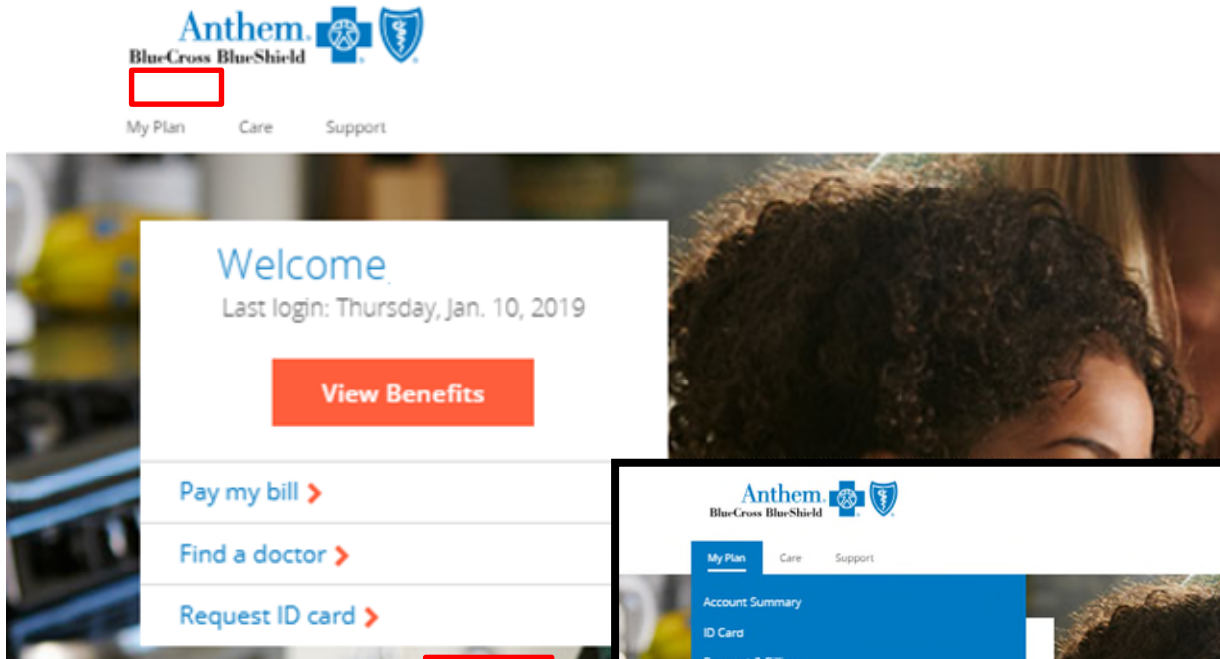 Anthem.
BlueCross BlueShield
My Plan Care Support
Welcome
Last login: Thursday, Jan. 10, 2019
View Benefits
Pay my bill
Find a doctor
Request ID card
Anthem.
BlueCross BlueShield
My Plan Care Support
Account Summary
ID Card